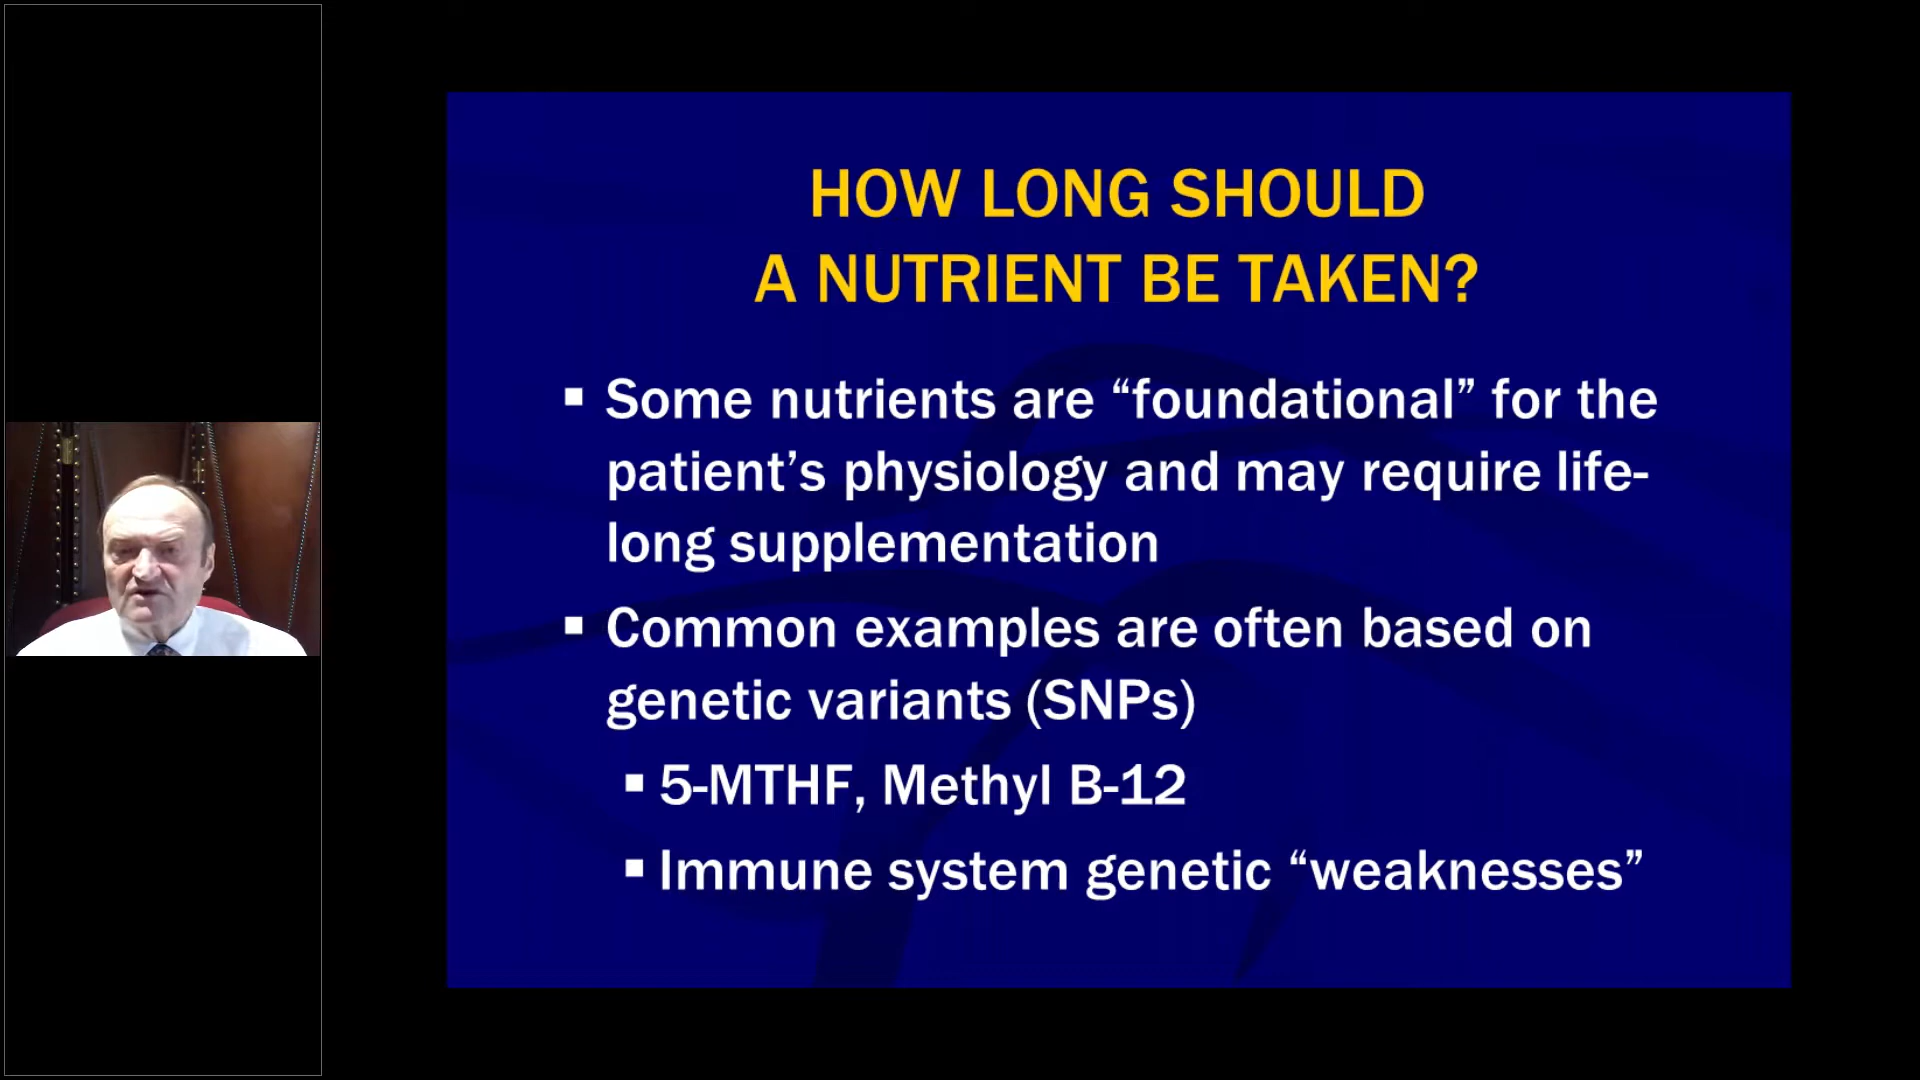 HOW LONG SHOULD
A NUTRIENT BE TAKEN?
▪ Some nutrients are “foundational” for the
patient’s physiology and may require life-
long supplementation
▪ Common examples are often based on
genetic variants (SNPs)
▪ 5-MTHF, Methyl B-12
▪ Immune system genetic “weaknesses”